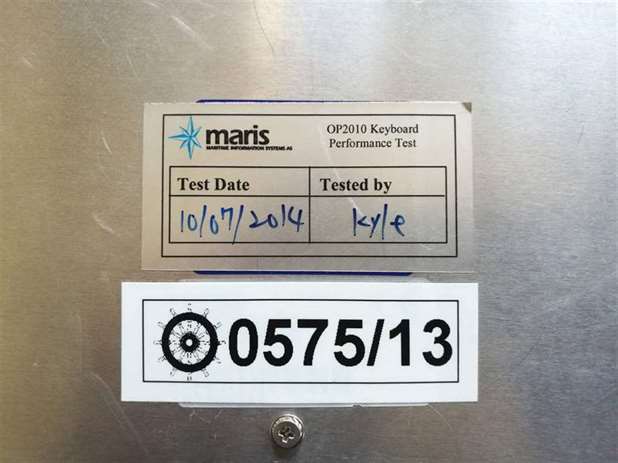 maris
MARITIME INFORMATION SYSTEMS AS
OP2010 Keyboard
Performance Test
Test Date Tested by
10/07/2014 kyle
0575/13